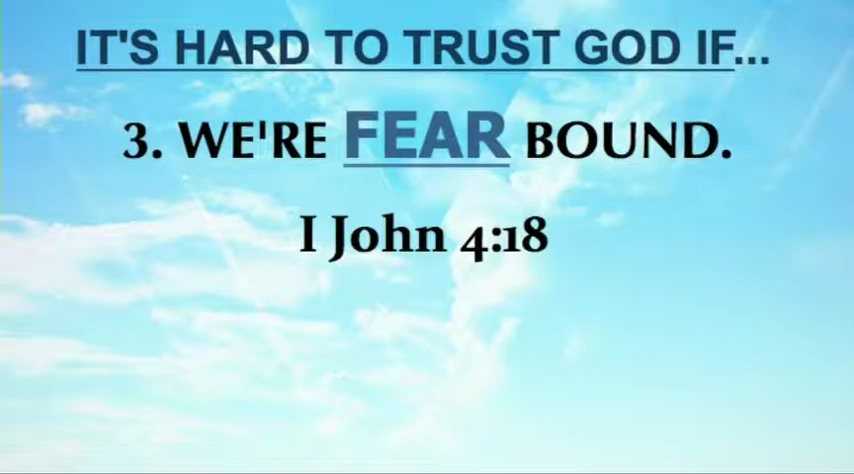 IT'S HARD TO TRUST GOD IF...
3. WE'RE FEAR BOUND.
I John 4:18